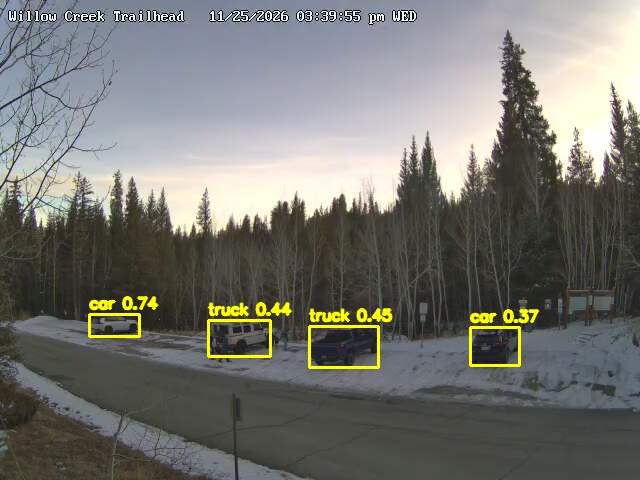 Willow Creek Trailhead 11/25/2026 03:39:55 pm WED
car 0.74
truck 0.44
truck 0.45
car 0.37